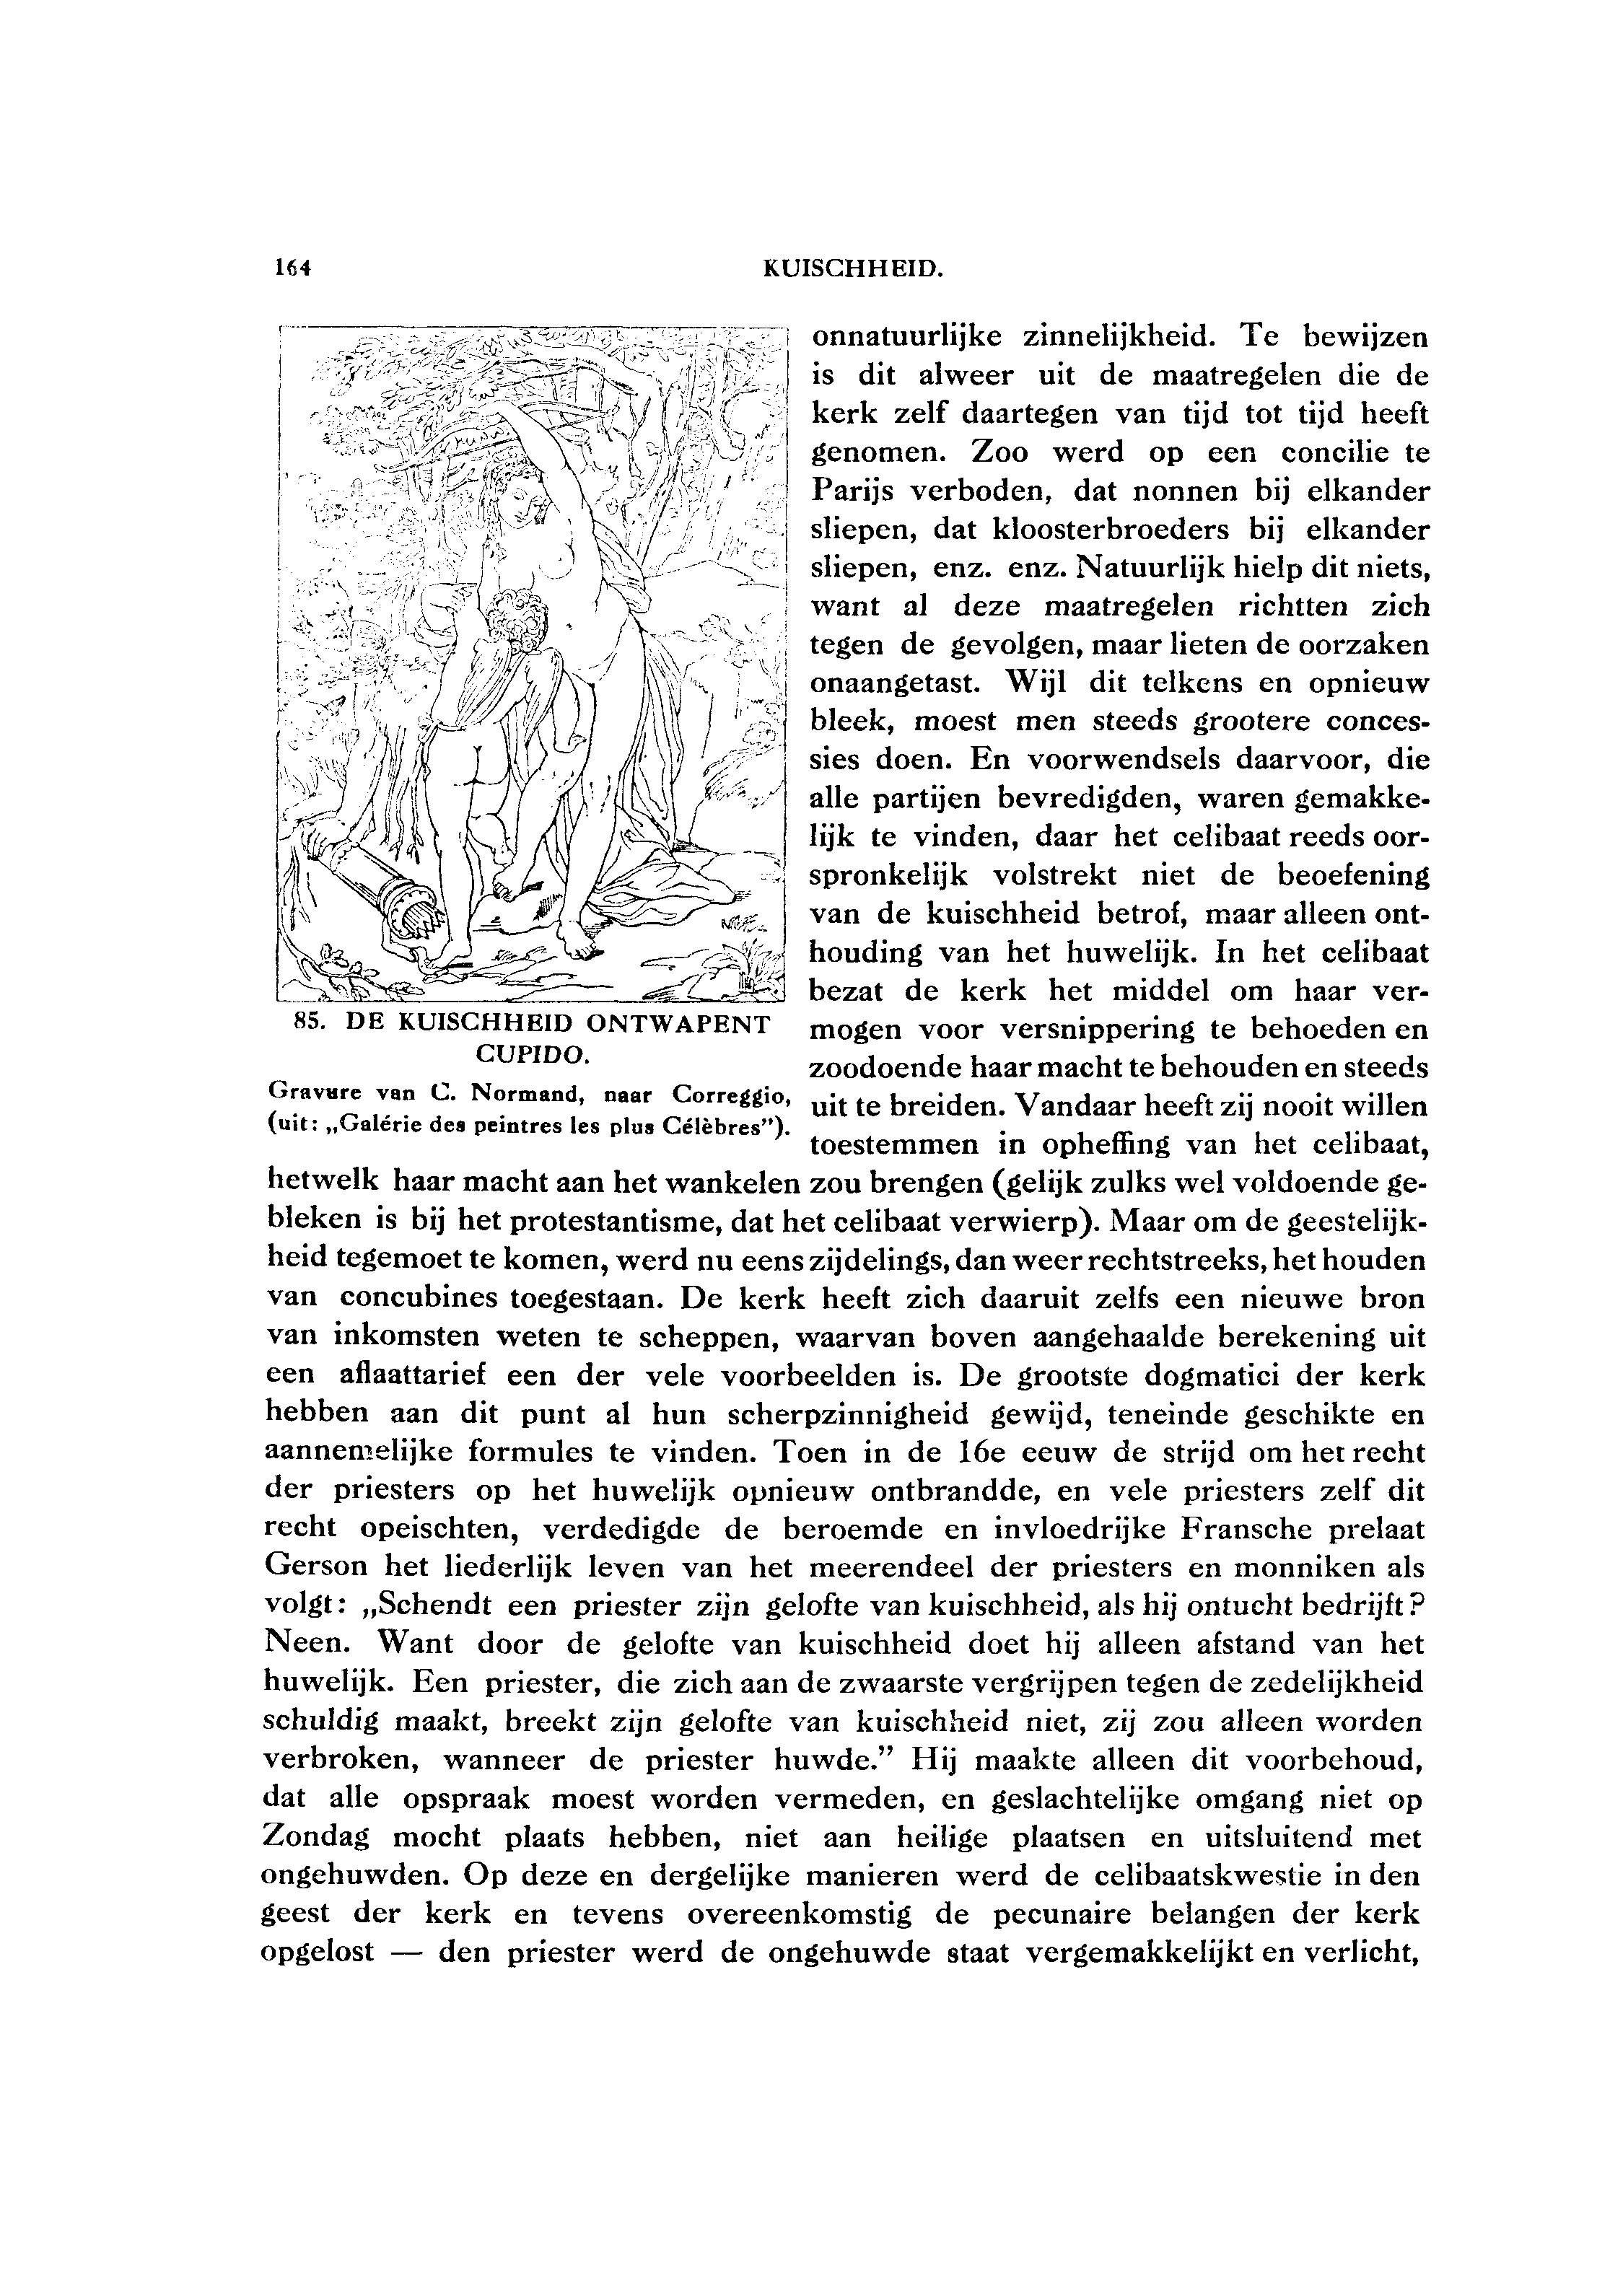 164
KUISCHHEID.
onnatuurlijke zinnelijkheid. Te bewijzen
is dit alweer uit de maatregelen die de
kerk zelf daartegen van tijd tot tijd heeft
genomen. Zoo werd op een concilie te
Parijs verboden, dat nonnen bij elkander
sliepen, dat kloosterbroeders bij elkander
sliepen, enz. enz. Natuurlijk hielp dit niets,
want al deze maatregelen richtten zich
tegen de gevolgen, maar lieten de oorzaken
onaangetast. Wijl dit telkens en opnieuw
bleek, moest men steeds grootere conces-
sies doen. En voorwendsels daarvoor, die
alle partijen bevredigden, waren gemakke-
lijk te vinden, daar het celibaat reeds oor-
spronkelijk volstrekt niet de beoefening
van de kuischheid betrof, maar alleen ont-
houding van het huwelijk. In het celibaat
bezat de kerk het middel om haar ver-
mogen voor versnippering te behoeden en
zoodoende haar macht te behouden en steeds
uit te breiden. Vandaar heeft zij nooit willen
toestemmen in opheffing van het celibaat,
85. DE KUISCHHEID ONTWAPENT
CUPIDO.
Gravure van C. Normand, naar Correggio,
(uit: „Galérie des peintres les plus Célèbres”).
hetwelk haar macht aan het wankelen zou brengen (gelijk zulks wel voldoende ge-
bleken is bij het protestantisme, dat het celibaat verwierp). Maar om de geestelijk-
heid tegemoet te komen, werd nu eens zijdelings, dan weer rechtstreeks, het houden
van concubines toegestaan. De kerk heeft zich daaruit zelfs een nieuwe bron
van inkomsten weten te scheppen, waarvan boven aangehaalde berekening uit
een aflaattarief een der vele voorbeelden is. De grootste dogmatici der kerk
hebben aan dit punt al hun scherpzinnigheid gewijd, teneinde geschikte en
aannemelijke formules te vinden. Toen in de 16e eeuw de strijd om het recht
der priesters op het huwelijk opnieuw ontbrandde, en vele priesters zelf dit
recht opeischten, verdedigde de beroemde en invloedrijke Fransche prelaat
Gerson het liederlijk leven van het meerendeel der priesters en monniken als
volgt: „Schendt een priester zijn gelofte van kuischheid, als hij ontucht bedrijft?
Neen. Want door de gelofte van kuischheid doet hij alleen afstand van het
huwelijk. Een priester, die zich aan de zwaarste vergrijpen tegen de zedelijkheid
schuldig maakt, breekt zijn gelofte van kuischheid niet, zij zou alleen worden
verbroken, wanneer de priester huwde.” Hij maakte alleen dit voorbehoud,
dat alle opspraak moest worden vermeden, en geslachtelijke omgang niet op
Zondag mocht plaats hebben, niet aan heilige plaatsen en uitsluitend met
ongehuwden. Op deze en dergelijke manieren werd de celibaatskwestie in den
geest der kerk en tevens overeenkomstig de pecunaire belangen der kerk
opgelost — den priester werd de ongehuwde staat vergemakkelijkt en verlicht,